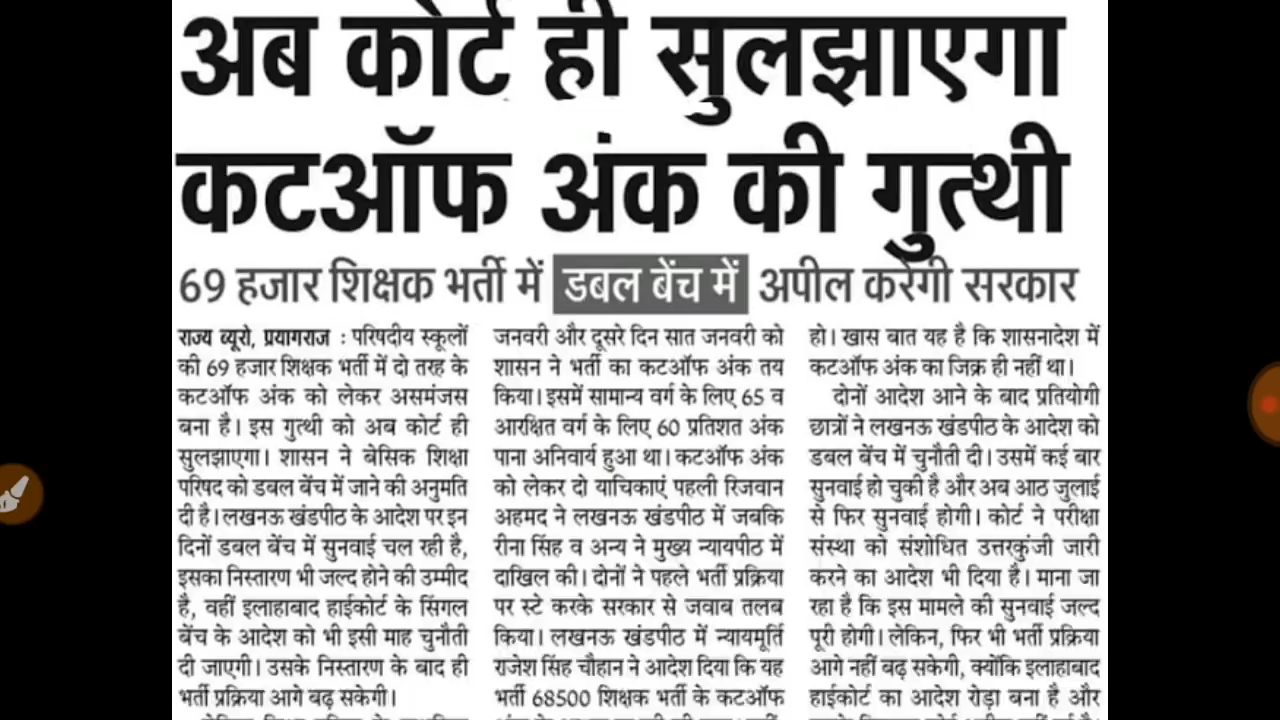 अब कोर्ट ही सुलझाएगा
कटऑफ अंक की गुत्थी
69 हजार शिक्षक भर्ती में डबल बेंच में अपील करेगी सरकार
राज्य ब्यूरो, प्रयागराज : परिषदीय स्कूलों
की 69 हजार शिक्षक भर्ती में दो तरह के
कटऑफ अंक को लेकर असमंजस
बना है। इस गुत्थी को अब कोर्ट ही
सुलझाएगा। शासन ने बेसिक शिक्षा
परिषद को डबल बेंच में जाने की अनुमति
दी है। लखनऊ खंडपीठ के आदेश पर इन
दिनों डबल बेंच में सुनवाई चल रही है,
इसका निस्तारण भी जल्द होने की उम्मीद
है, वहीं इलाहाबाद हाईकोर्ट के सिंगल
बेंच के आदेश को भी इसी माह चुनौती
दी जाएगी। उसके निस्तारण के बाद ही
भर्ती प्रक्रिया आगे बढ़ सकेगी।
जनवरी और दूसरे दिन सात जनवरी को
शासन ने भर्ती का कटऑफ अंक तय
किया। इसमें सामान्य वर्ग के लिए 65 व
आरक्षित वर्ग के लिए 60 प्रतिशत अंक
पाना अनिवार्य हुआ था। कटऑफ अंक
को लेकर दो याचिकाएं पहली रिजवान
अहमद ने लखनऊ खंडपीठ में जबकि
रीना सिंह व अन्य ने मुख्य न्यायपीठ में
दाखिल की। दोनों ने पहले भर्ती प्रक्रिया
पर स्टे करके सरकार से जवाब तलब
किया। लखनऊ खंडपीठ में न्यायमूर्ति
राजेश सिंह चौहान ने आदेश दिया कि यह
भर्ती 68500 शिक्षक भर्ती के कटऑफ
हो। खास बात यह है कि शासनादेश में
कटऑफ अंक का जिक्र ही नहीं था।
दोनों आदेश आने के बाद प्रतियोगी
छात्रों ने लखनऊ खंडपीठ के आदेश को
डबल बेंच में चुनौती दी। उसमें कई बार
सुनवाई हो चुकी है और अब आठ जुलाई
से फिर सुनवाई होगी। कोर्ट ने परीक्षा
संस्था को संशोधित उत्तरकुंजी जारी
करने का आदेश भी दिया है। माना जा
रहा है कि इस मामले की सुनवाई जल्द
पूरी होगी। लेकिन, फिर भी भर्ती प्रक्रिया
आगे नहीं बढ़ सकेगी, क्योंकि इलाहाबाद
हाईकोर्ट का आदेश रोड़ा बना है और